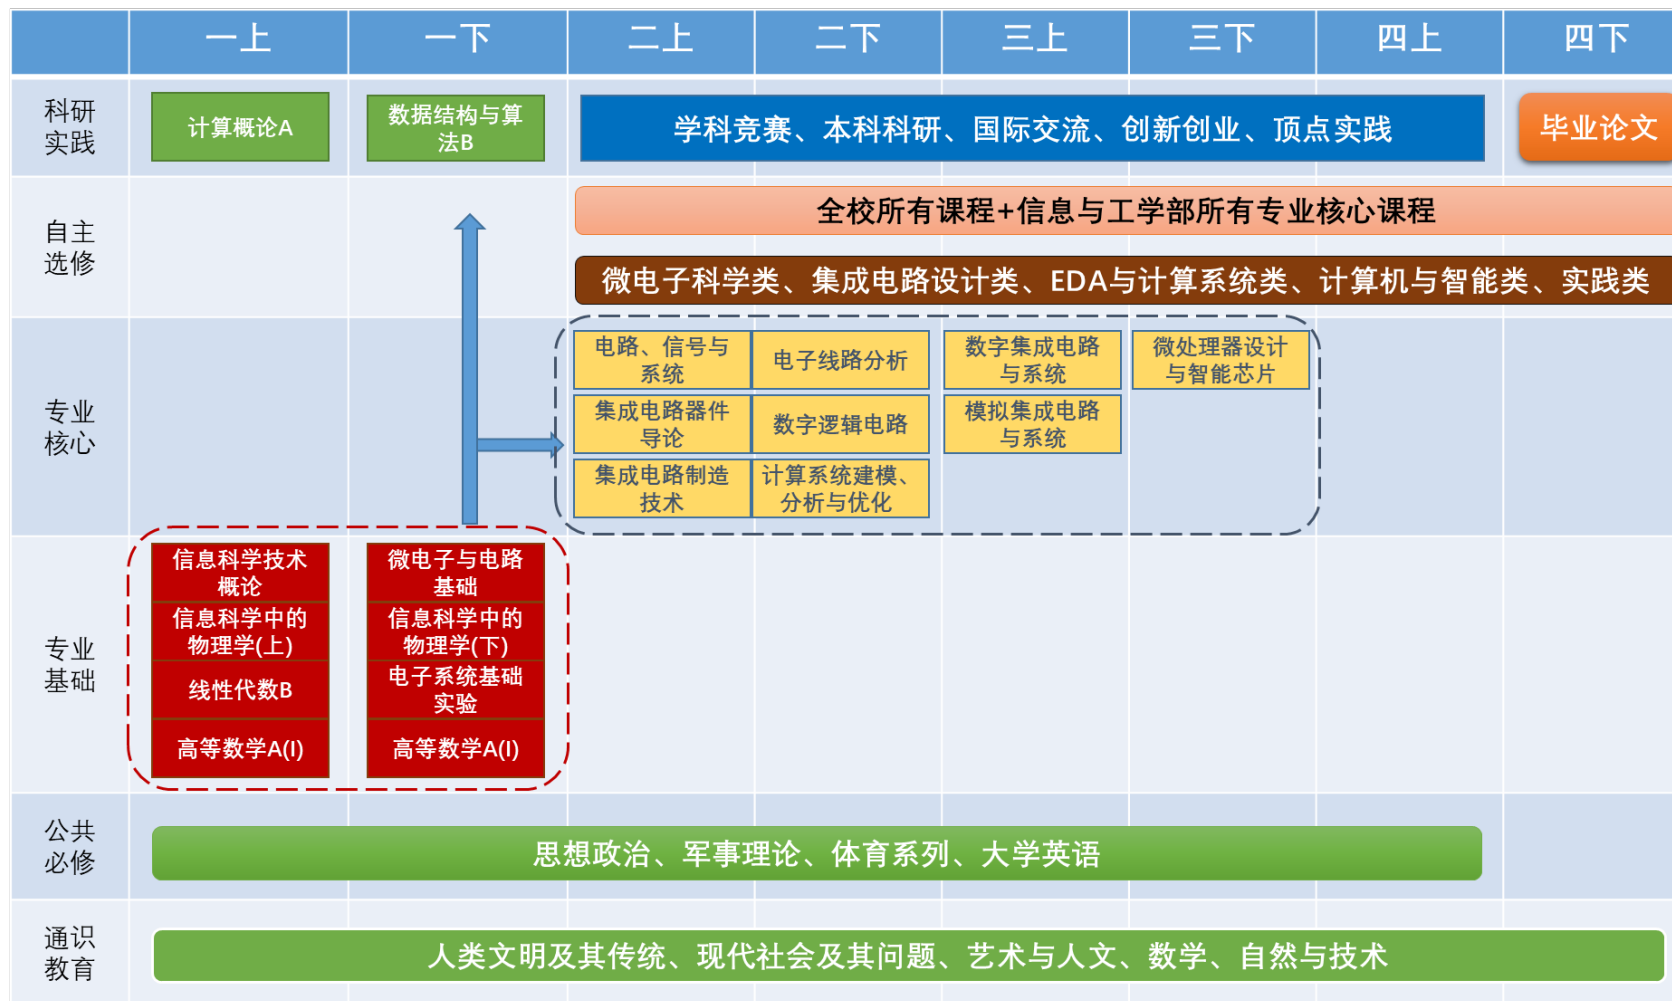 一上
一下
二上
二下
三上
三下
四上
四下
科研
实践
计算概论A
数据结构与算
法B
学科竞赛、本科科研、国际交流、创新创业、顶点实践
毕业论文
自主
选修
全校所有课程+信息与工学部所有专业核心课程
微电子科学类、集成电路设计类、EDA与计算系统类、计算机与智能类、实践类
专业
核心
电路、信号与
系统
电子线路分析
数字集成电路
与系统
微处理器设计
与智能芯片
集成电路器件
导论
数字逻辑电路
模拟集成电路
与系统
集成电路制造
技术
计算系统建模、
分析与优化
专业
基础
信息科学技术
概论
微电子与电路
基础
信息科学中的
物理学(上)
信息科学中的
物理学(下)
线性代数B
电子系统基础
实验
高等数学A(I)
高等数学A(I)
公共
必修
思想政治、军事理论、体育系列、大学英语
通识
教育
人类文明及其传统、现代社会及其问题、艺术与人文、数学、自然与技术